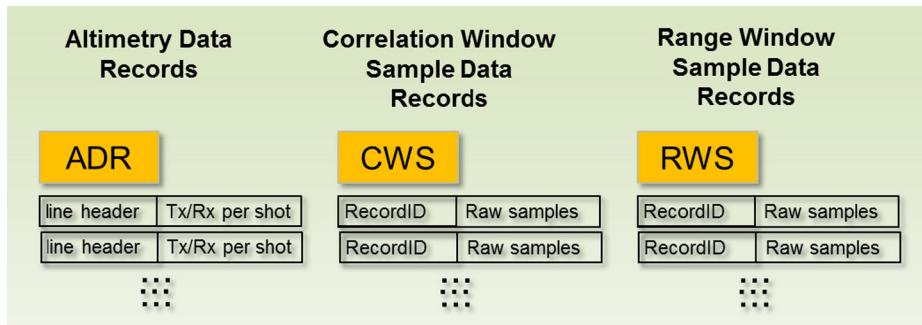 Altimetry Data
Records
ADR
line header Tx/Rx per shot
line header Tx/Rx per shot
Correlation Window
Sample Data
Records
CWS
RecordID Raw samples
RecordID Raw samples
Range Window
Sample Data
Records
RWS
RecordID Raw samples
RecordID Raw samples